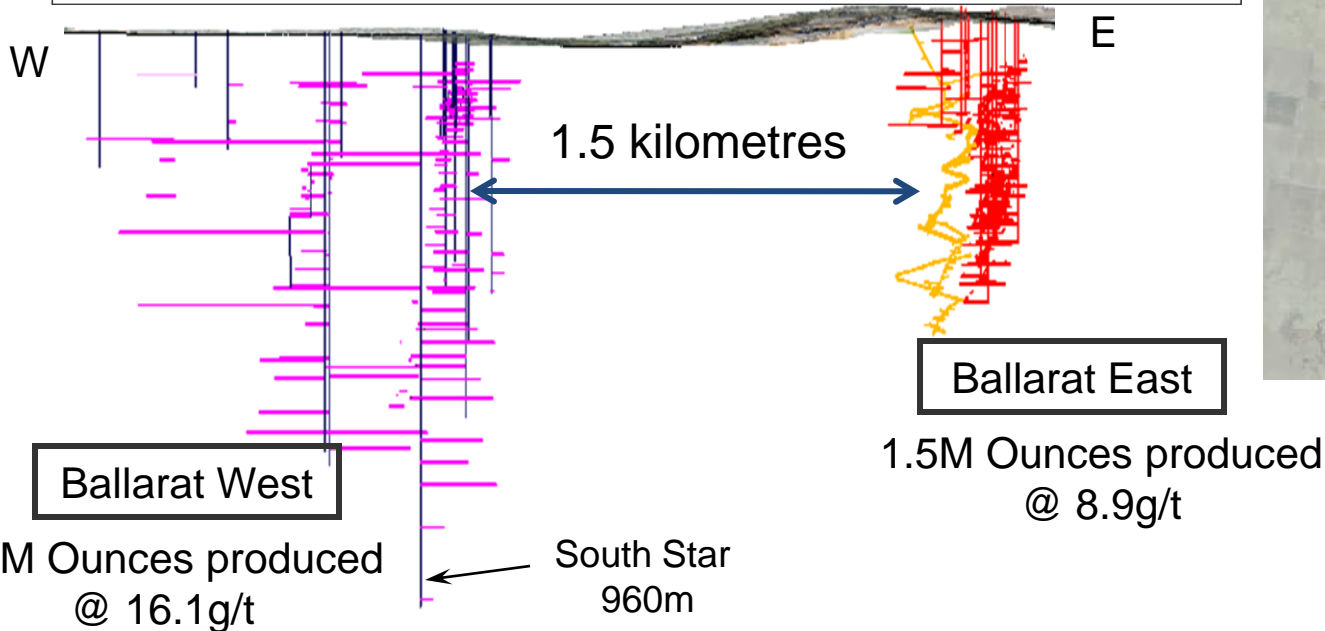 W
E
1.5 kilometres
Ballarat East
1.5M Ounces produced
@ 8.9g/t
Ballarat West
M Ounces produced
@ 16.1g/t
South Star
960m